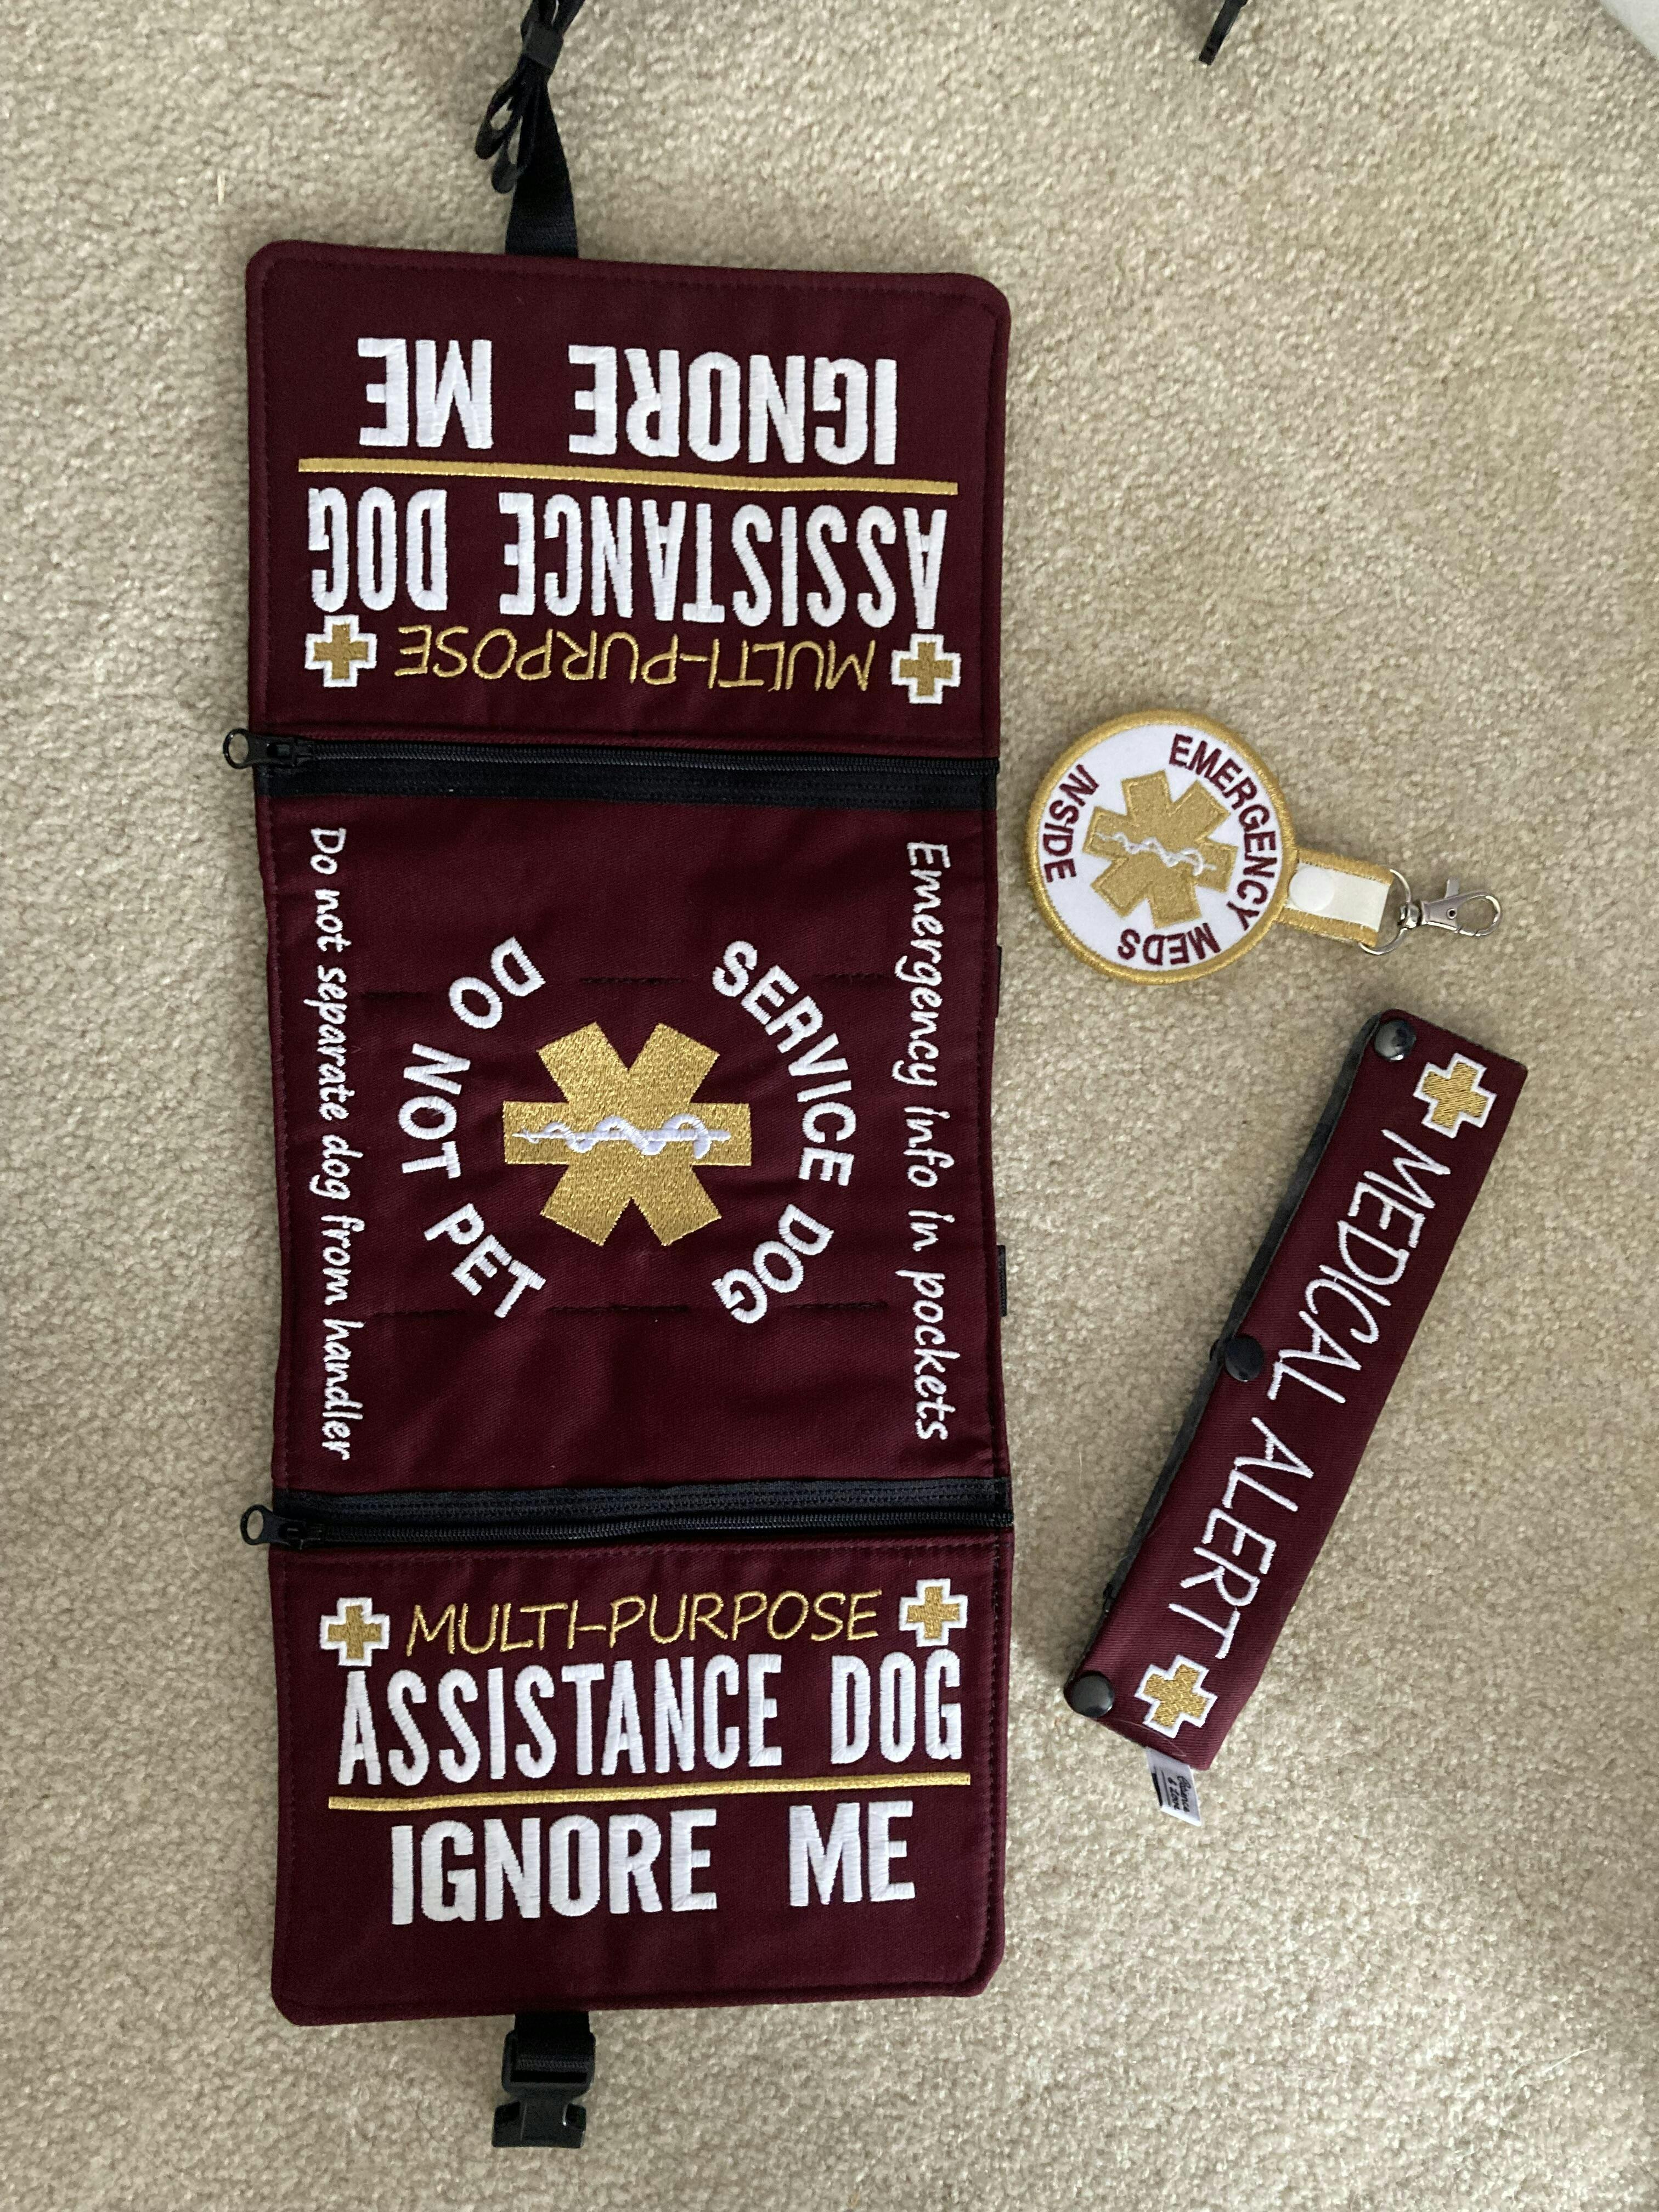 MULTI-PURPOSE
ASSISTANCE DOG
IGNORE ME
Emergency info in pockets
SERVICE DOG
DO NOT PET
Do not separate dog from handler
MULTI-PURPOSE
ASSISTANCE DOG
IGNORE ME
EMERGENCY MEDS
INSIDE
MEDICAL ALERT